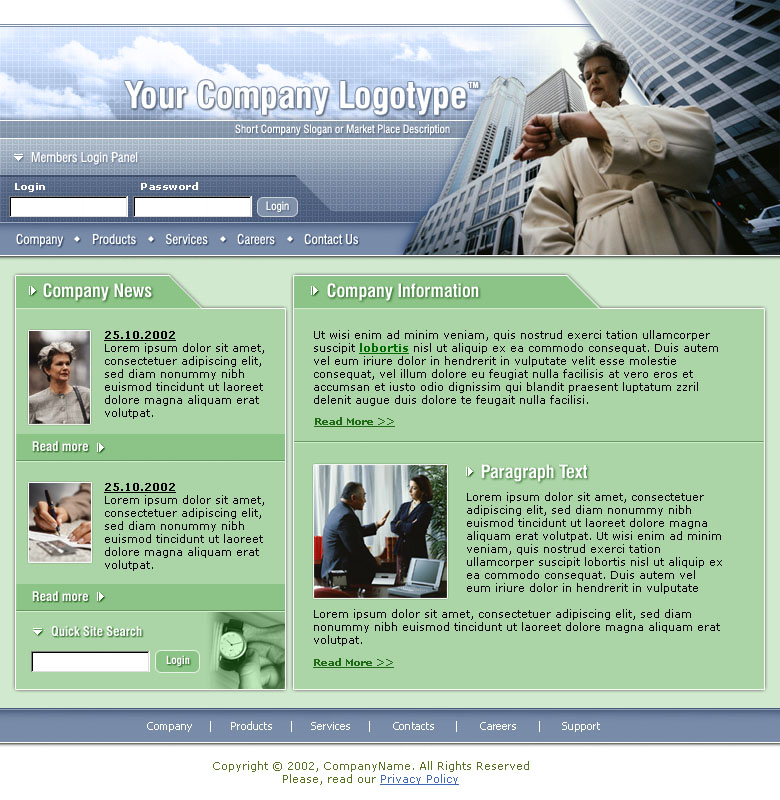 Your Company Logotype™
Short Company Slogan or Market Place Description
Members Login Panel
Login Password
Login
Company Products Services Careers Contact Us
Company News
25.10.2002
Lorem ipsum dolor sit amet,
consectetuer adipiscing elit,
sed diam nonummy nibh
euismod tincidunt ut laoreet
dolore magna aliquam erat
volutpat.
Read more
25.10.2002
Lorem ipsum dolor sit amet,
consectetuer adipiscing elit,
sed diam nonummy nibh
euismod tincidunt ut laoreet
dolore magna aliquam erat
volutpat.
Read more
Quick Site Search
Login
Company Information
Ut wisi enim ad minim veniam, quis nostrud exerci tation ullamcorper
suscipit lobortis nisl ut aliquip ex ea commodo consequat. Duis autem
vel eum iriure dolor in hendrerit in vulputate velit esse molestie
consequat, vel illum dolore eu feugiat nulla facilisis at vero eros et
accumsan et iusto odio dignissim qui blandit praesent luptatum zzril
delenit augue duis dolore te feugait nulla facilisi.
Read More >>
Paragraph Text
Lorem ipsum dolor sit amet, consectetuer
adipiscing elit, sed diam nonummy nibh
euismod tincidunt ut laoreet dolore magna
aliquam erat volutpat. Ut wisi enim ad minim
veniam, quis nostrud exerci tation
ullamcorper suscipit lobortis nisl ut aliquip ex
ea commodo consequat. Duis autem vel
eum iriure dolor in hendrerit in vulputate
Lorem ipsum dolor sit amet, consectetuer adipiscing elit, sed diam
nonummy nibh euismod tincidunt ut laoreet dolore magna aliquam erat
volutpat.
Read More >>
Company | Products | Services | Contacts | Careers | Support
Copyright © 2002, CompanyName. All Rights Reserved
Please, read our Privacy Policy